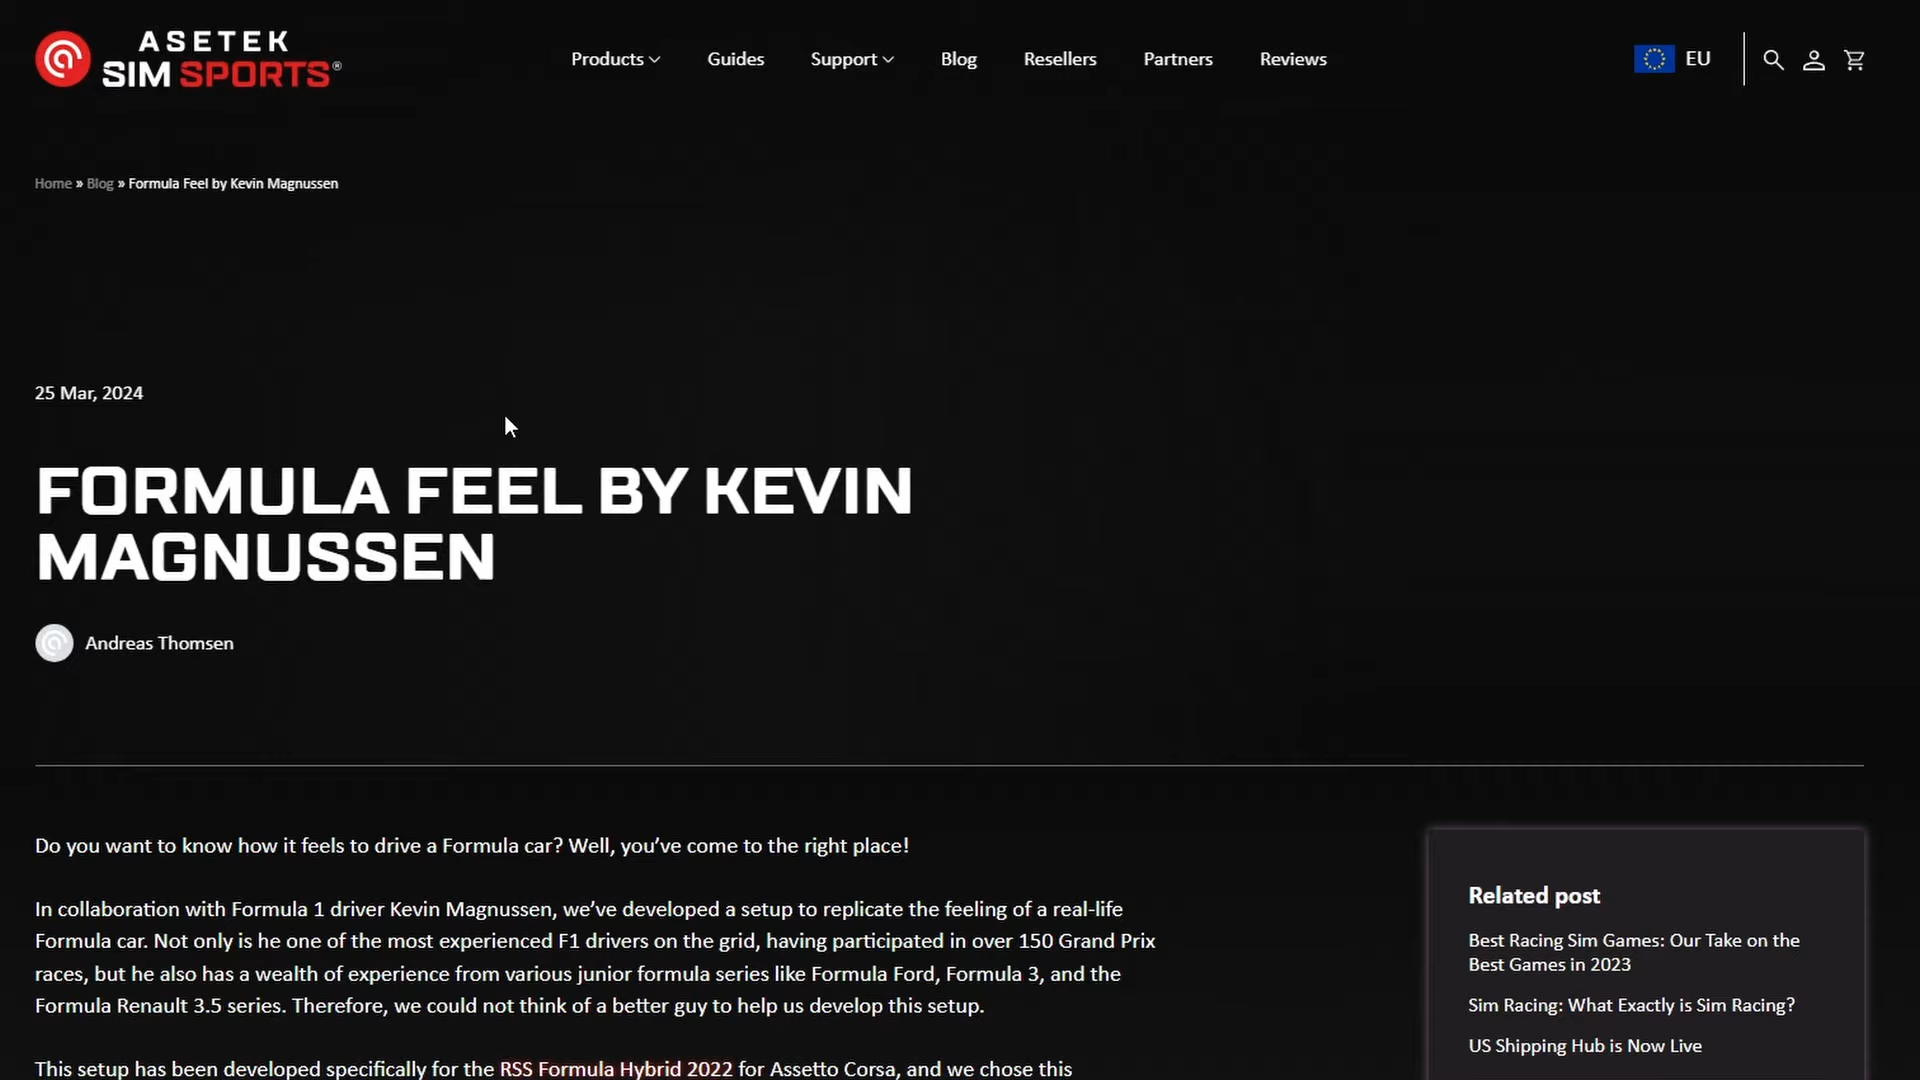 ASETEK
SIM SPORTS®
Products
Guides
Support
Blog
Resellers
Partners
Reviews
EU
Home » Blog » Formula Feel by Kevin Magnussen
25 Mar, 2024
FORMULA FEEL BY KEVIN
MAGNUSSEN
Andreas Thomsen
Do you want to know how it feels to drive a Formula car? Well, you’ve come to the right place!
In collaboration with Formula 1 driver Kevin Magnussen, we’ve developed a setup to replicate the feeling of a real-life
Formula car. Not only is he one of the most experienced F1 drivers on the grid, having participated in over 150 Grand Prix
races, but he also has a wealth of experience from various junior formula series like Formula Ford, Formula 3, and the
Formula Renault 3.5 series. Therefore, we could not think of a better guy to help us develop this setup.
This setup has been developed specifically for the RSS Formula Hybrid 2022 for Assetto Corsa, and we chose this
Related post
Best Racing Sim Games: Our Take on the
Best Games in 2023
Sim Racing: What Exactly is Sim Racing?
US Shipping Hub is Now Live